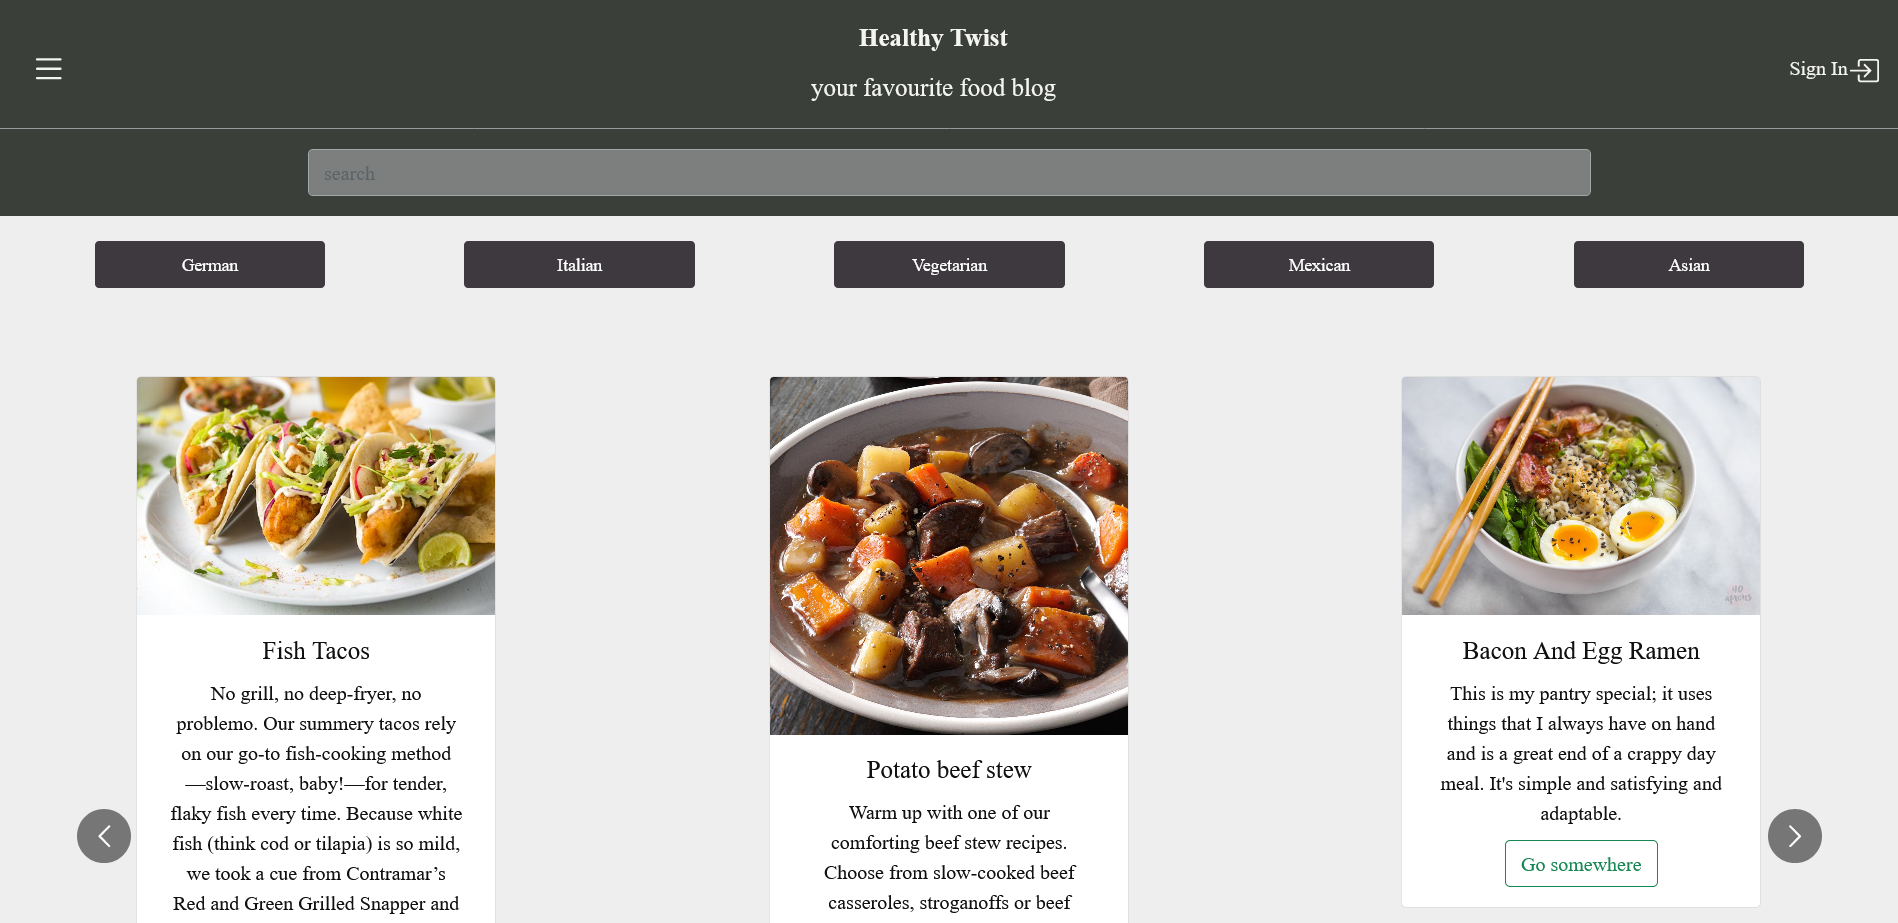 Healthy Twist
your favourite food blog
Sign In
search
German
Italian
Vegetarian
Mexican
Asian
Fish Tacos
No grill, no deep-fryer, no
problemo. Our summery tacos rely
on our go-to fish-cooking method
—slow-roast, baby!—for tender,
flaky fish every time. Because white
fish (think cod or tilapia) is so mild,
we took a cue from Contramar’s
Red and Green Grilled Snapper and
Potato beef stew
Warm up with one of our
comforting beef stew recipes.
Choose from slow-cooked beef
casseroles, stroganoffs or beef
Bacon And Egg Ramen
This is my pantry special; it uses
things that I always have on hand
and is a great end of a crappy day
meal. It's simple and satisfying and
adaptable.
Go somewhere